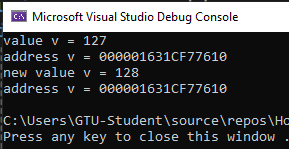 Microsoft Visual Studio Debug Console
value v = 127
address v = 000001631CF77610
new value v = 128
address v = 000001631CF77610
C:\Users\GTU-Student\source\repos\Ho
Press any key to close this window .